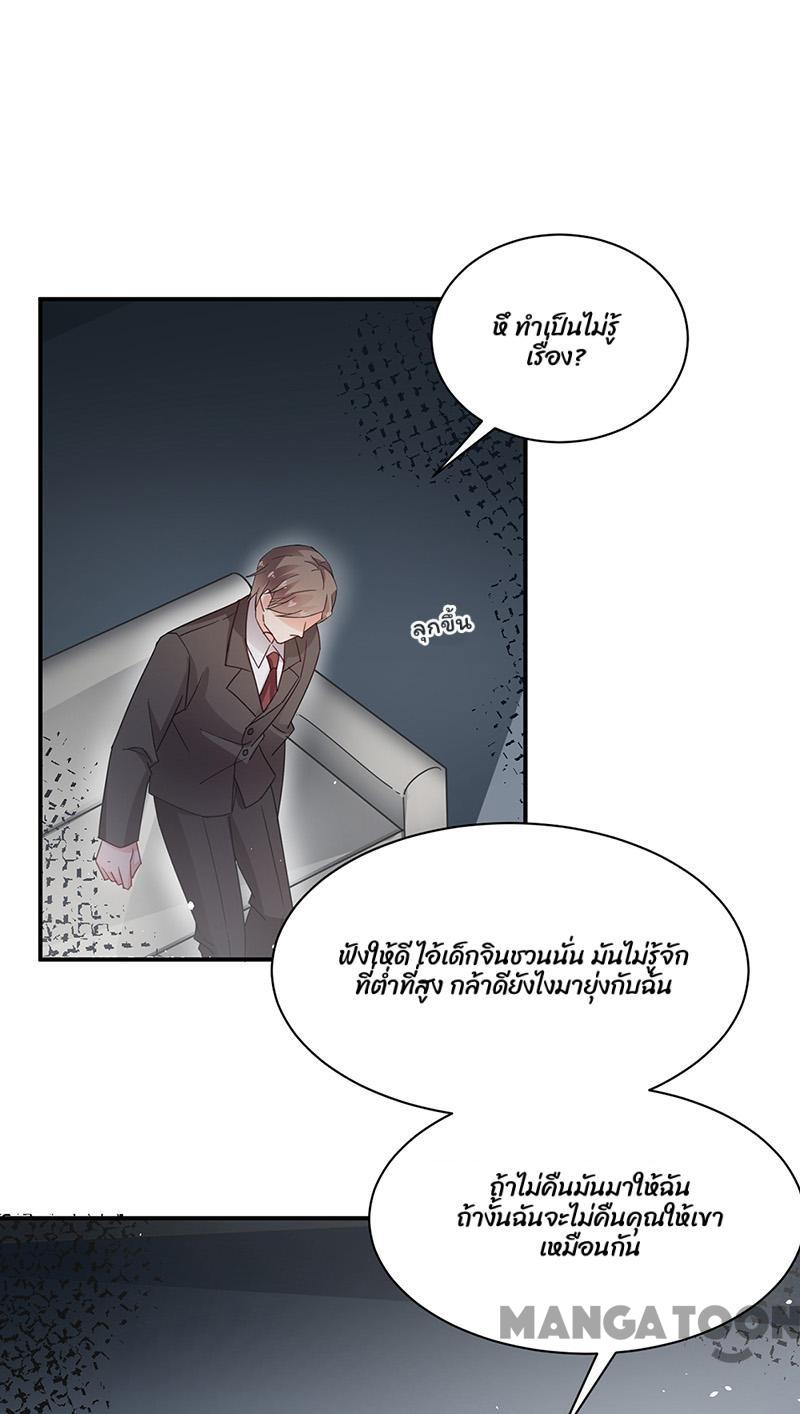 หึ ทำเป็นไม่รู้
เรื่อง?
ลุกขึ้น
ฟังให้ดี ไอ้เด็กจินชวนนั่น มันไม่รู้จัก
ที่ต่ำที่สูง กล้าดียังไงมายุ่งกับฉัน
ถ้าไม่คืนมันมาให้ฉัน
ถ้างั้นฉันจะไม่คืนคุณให้เขา
เหมือนกัน
MANGATOON